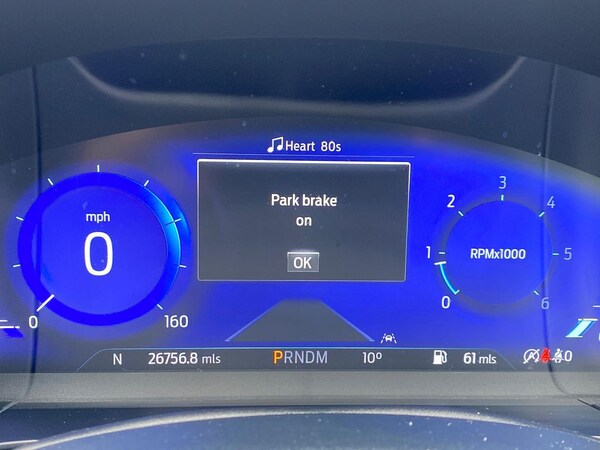 Heart 80s
Park brake
on
OK
mph
0
0
160
0
1
2
3
4
5
6
RPMx1000
N
26756.8 mls
PRNDM
10º
61 mls